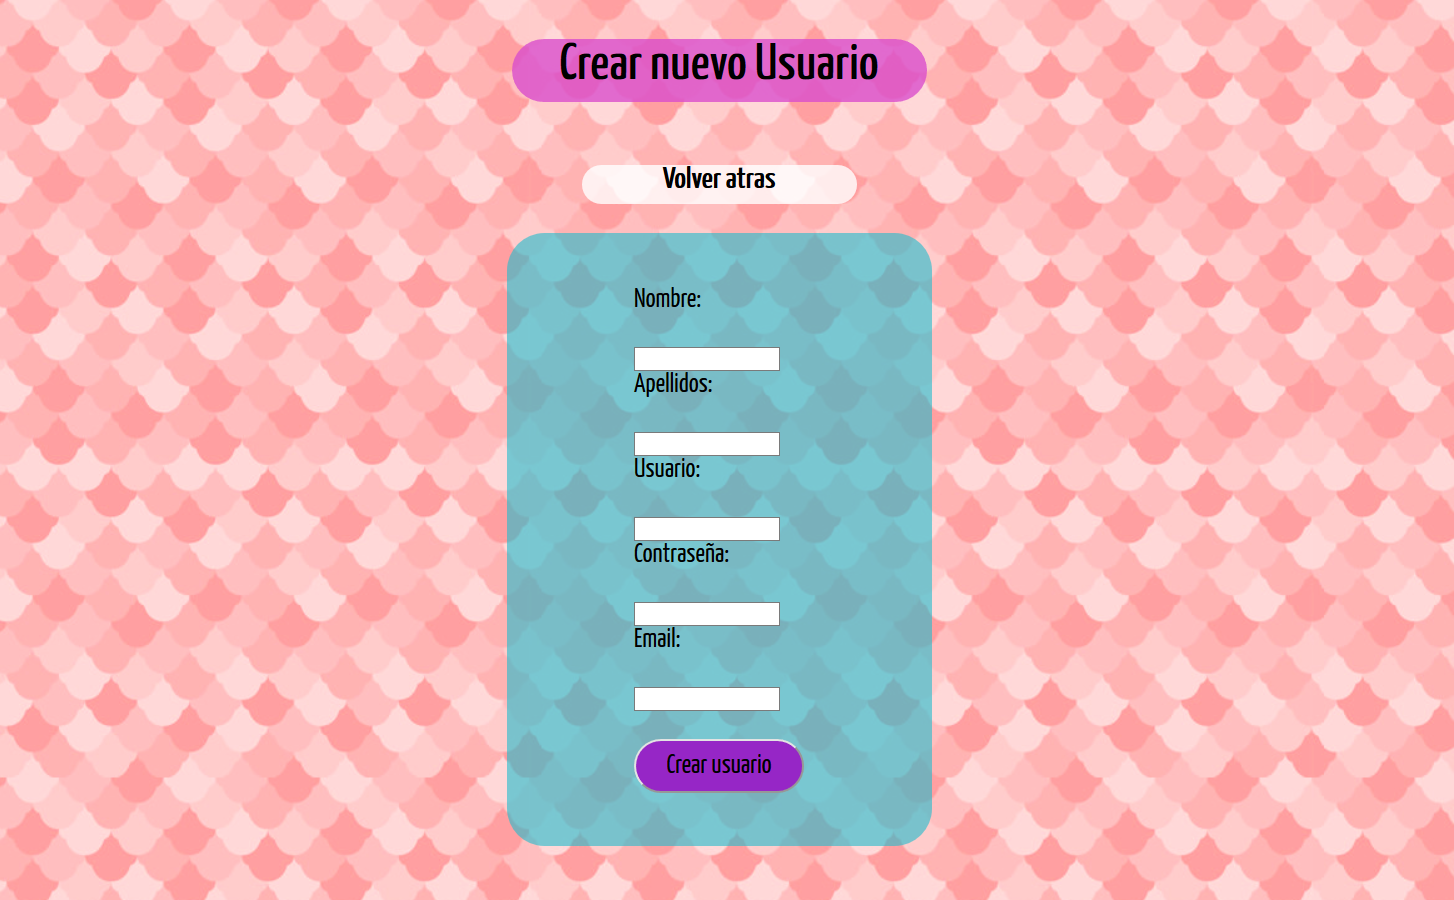 Crear nuevo Usuario
Volver atras
Nombre:
Apellidos:
Usuario:
Contraseña:
Email:
Crear usuario